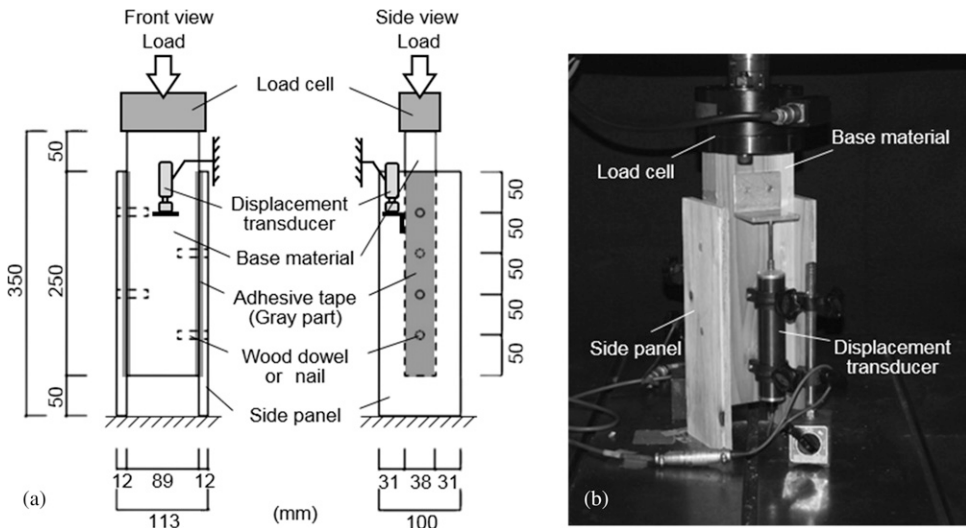 Front view
Load
Side view
Load
Load cell
50
250
50
350
Displacement
transducer
Base material
Adhesive tape
(Gray part)
Wood dowel
or nail
Side panel
50
50
50
50
50
12 89 12
113
(mm)
31 38 31
100
(a)
Base material
Load cell
Side panel
Displacement
transducer
(b)